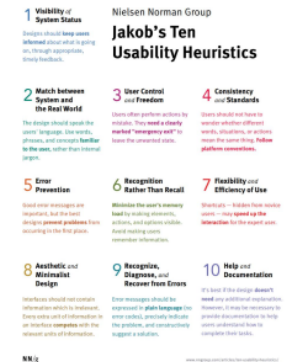 1 Visibility of
System Status
Designs should keep users
informed about what is going
on, through appropriate,
timely feedback.
Nielsen Norman Group
Jakob's Ten
Usability Heuristics
2 Match between
System and
the Real World
The design should speak the
users' language. Use words,
phrases, and concepts familiar
to the user, rather than internal
jargon.
3 User Control
and Freedom
Users often perform actions by
mistake. They need a clearly
marked "emergency exit" to
leave the unwanted state.
4 Consistency
and Standards
Users should not have to
wonder whether different
words, situations, or actions
mean the same thing. Follow
platform conventions.
5 Error
Prevention
Good error messages are
important, but the best
designs prevent problems from
occurring in the first place.
6 Recognition
Rather Than Recall
Minimize the user's memory
load by making elements,
actions, and options visible.
Avoid making users
remember information.
7 Flexibility and
Efficiency of Use
Shortcuts — hidden from novice
users — may speed up the
interaction for the expert user.
8 Aesthetic and
Minimalist
Design
Interfaces should not contain
information which is irrelevant.
Every extra unit of information in
an interface competes with the
relevant units of information.
9 Recognize,
Diagnose, and
Recover from Errors
Error messages should be
expressed in plain language (no
error codes), precisely indicate
the problem, and constructively
suggest a solution.
10 Help and
Documentation
It's best if the design doesn't
need any additional explanation.
However, it may be necessary to
provide documentation to help
users understand how to
complete their tasks.
NN/g
www.nngroup.com/articles/ten-usability-heuristics/